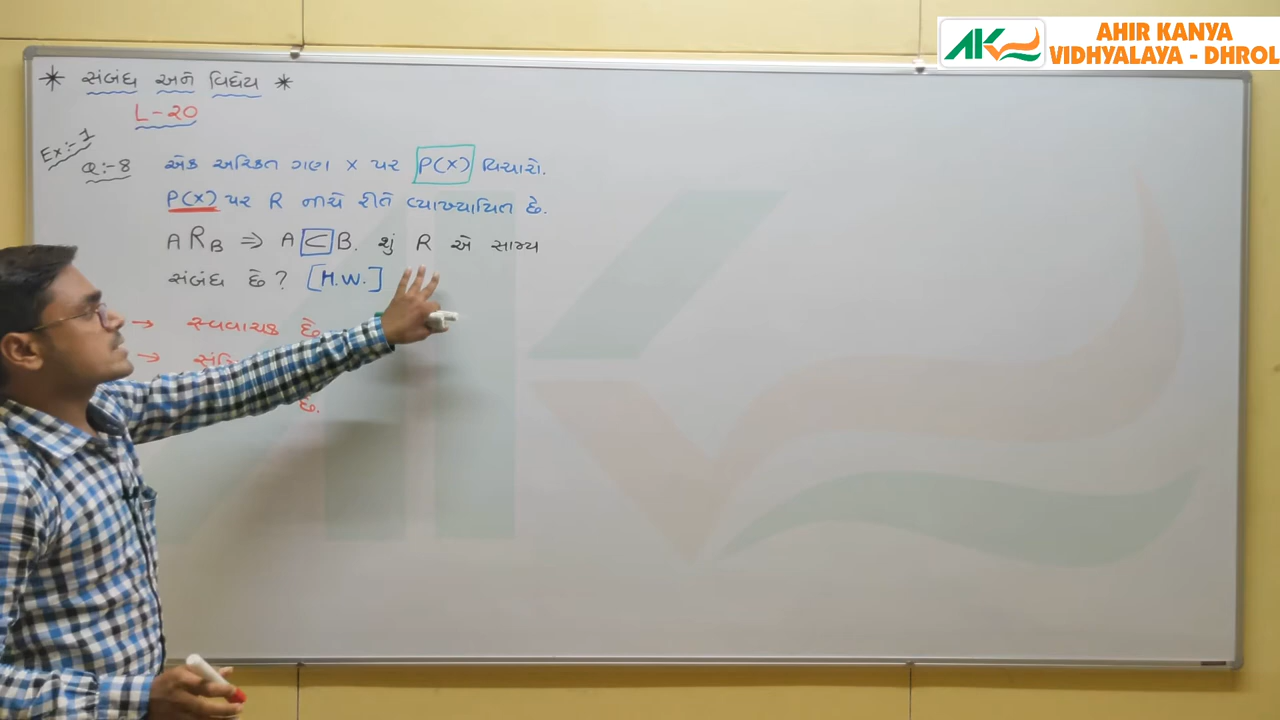 AHIR KANYA
VIDHYALAYA - DHROL
* સંબંધ અને વિધેય *
L-20
Ex:-1
Q:-8 એક અરિક્ત ગણ X પર P(X) વિચારો.
P(X) પર R નીચે રીતે વ્યાખ્યાયિત છે.
A R B ⇒ A ⊂ B. શું R એ સામ્ય
સંબંધ છે? [H.W.]
→ સ્વવાચક છે.
→
છે.